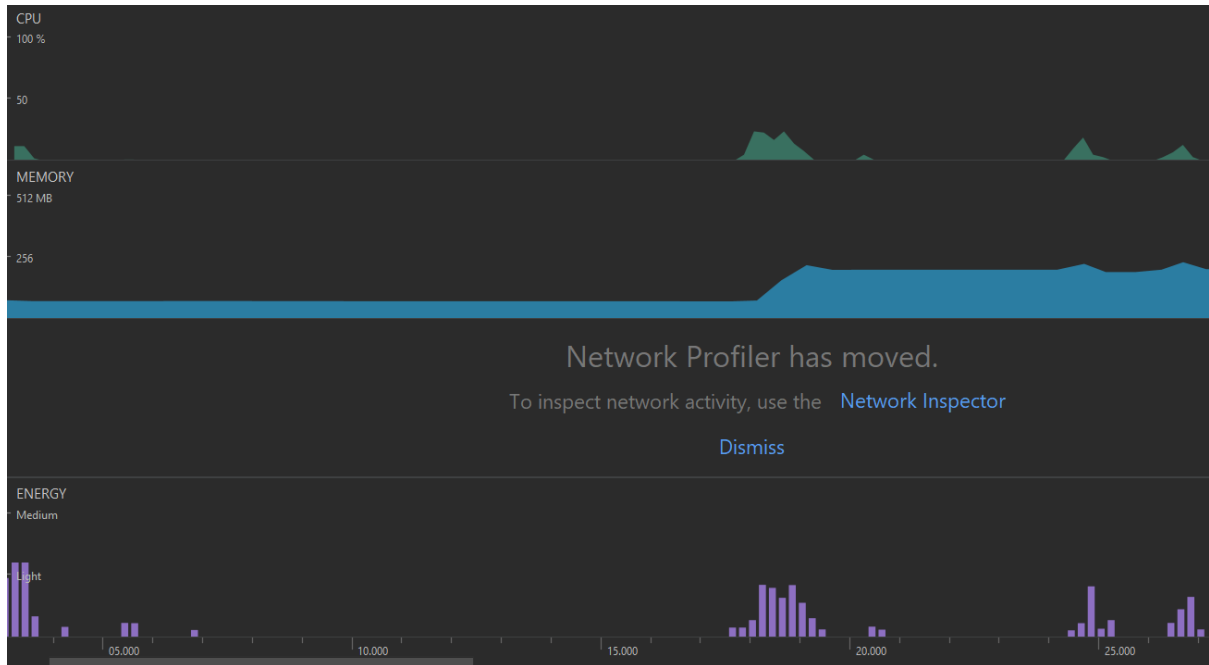 CPU
100 %
50
MEMORY
512 MB
256
Network Profiler has moved.
To inspect network activity, use the Network Inspector
Dismiss
ENERGY
Medium
Light
05.000 10.000 15.000 20.000 25.000